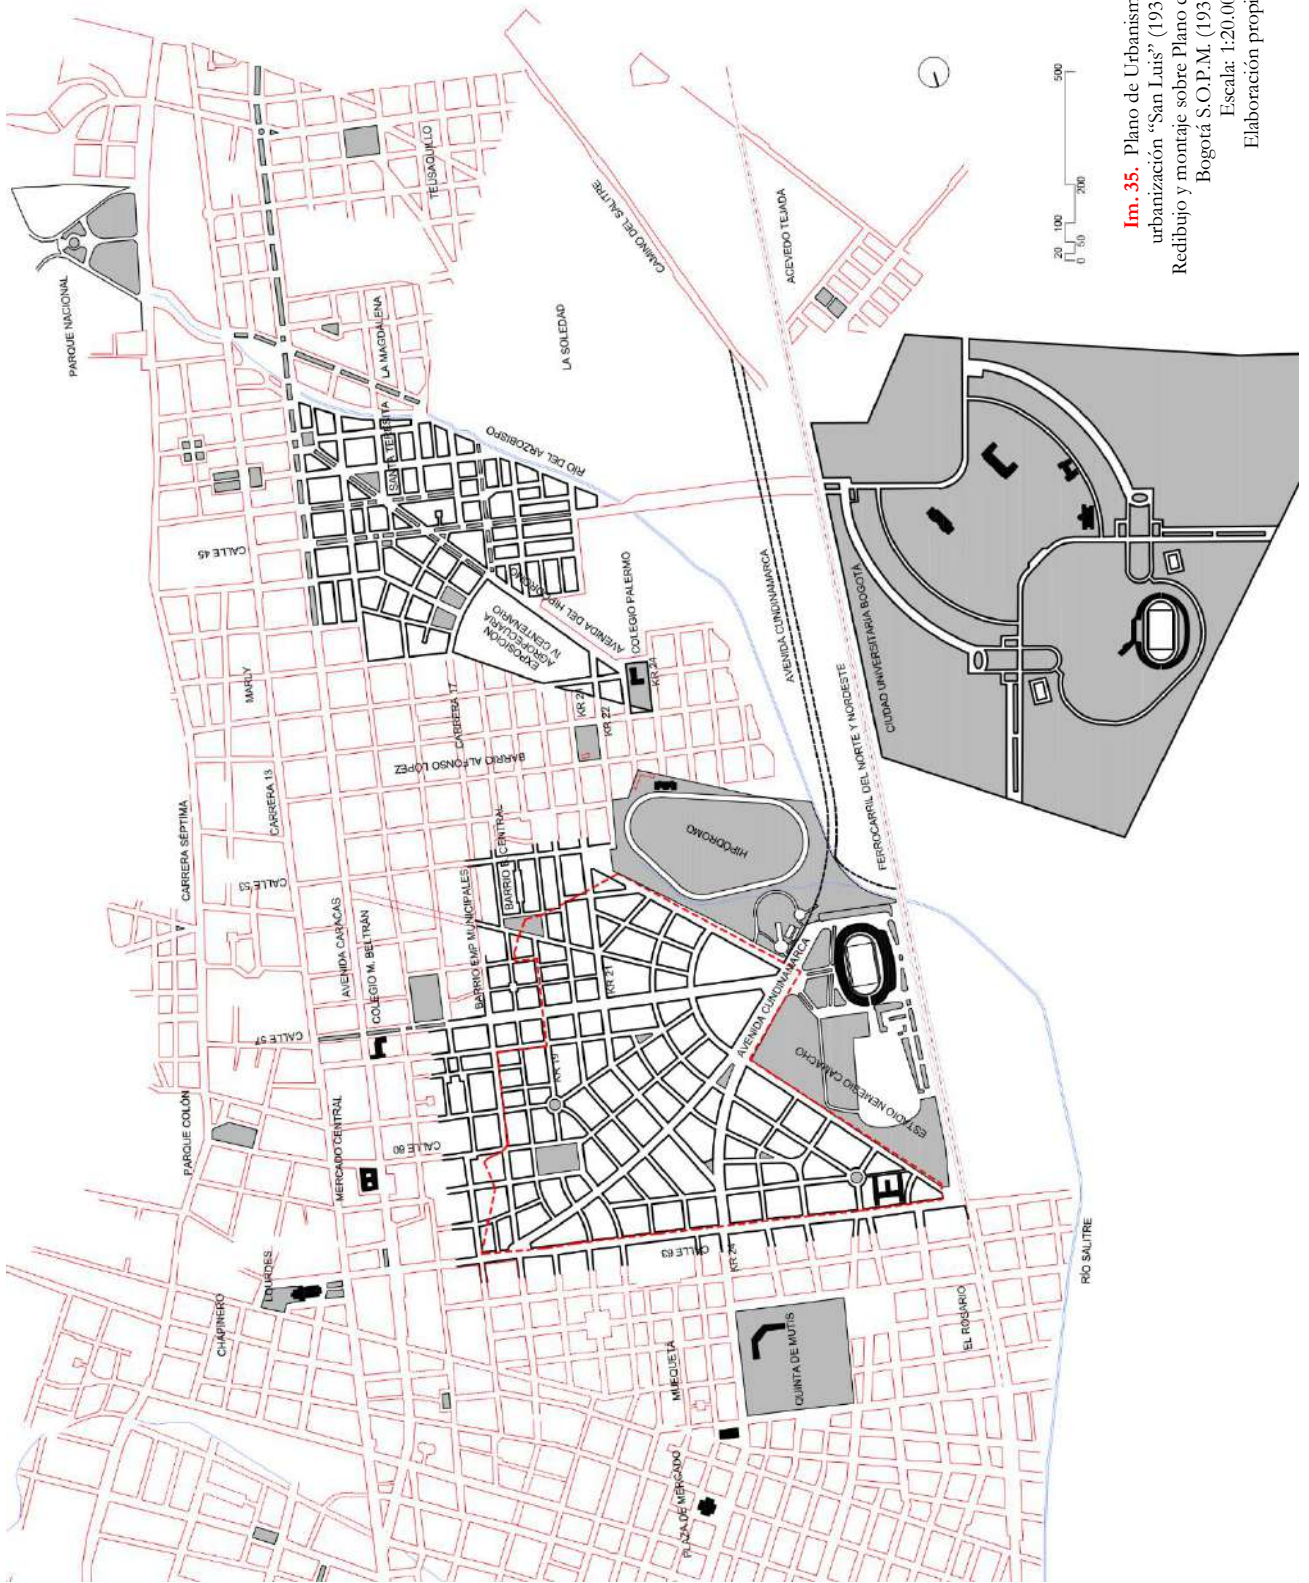 PARQUE NACIONAL
TEUSAQUILLO
LA MAGDALENA
SANTA TERESITA
CAMINO DEL SALITRE
LA SOLEDAD
ACEVEDO TEJADA
RÍO DEL ARZOBISPO
CALLE 45
MARLY
CARRERA SÉPTIMA
CARRERA 13
CARRERA 17
EXPOSICIÓN
AGROPECUARIA
IV CENTENARIO
AVENIDA DEL HIPÓDROMO
COLEGIO PALERMO
KR 24
KR 22
BARRIO ALFONSO LÓPEZ
AVENIDA CUNDINAMARCA
FERROCARRIL DEL NORTE Y NORDESTE
CIUDAD UNIVERSITARIA BOGOTÁ
HIPÓDROMO
CALLE 53
AVENIDA CARACAS
COLEGIO M. BELTRÁN
BARRIO EMP MUNICIPALES
BARRIO B. CENTRAL
KR 21
CALLE 57
KR 19
AVENIDA CUNDINAMARCA
ESTADIO NEMESIO CAMACHO
PARQUE COLÓN
MERCADO CENTRAL
CALLE 60
LOURDES
CHAPINERO
CALLE 63
KR 24
MUEQUETÁ
QUINTA DE MUTIS
PLAZA DE MERCADO
EL ROSARIO
RÍO SALITRE
0 20 50 100 200 500
Im. 35. Plano de Urbanism
urbanización “San Luis” (193
Redibujo y montaje sobre Plano d
Bogotá S.O.P.M. (193
Escala: 1:20.00
Elaboración propi